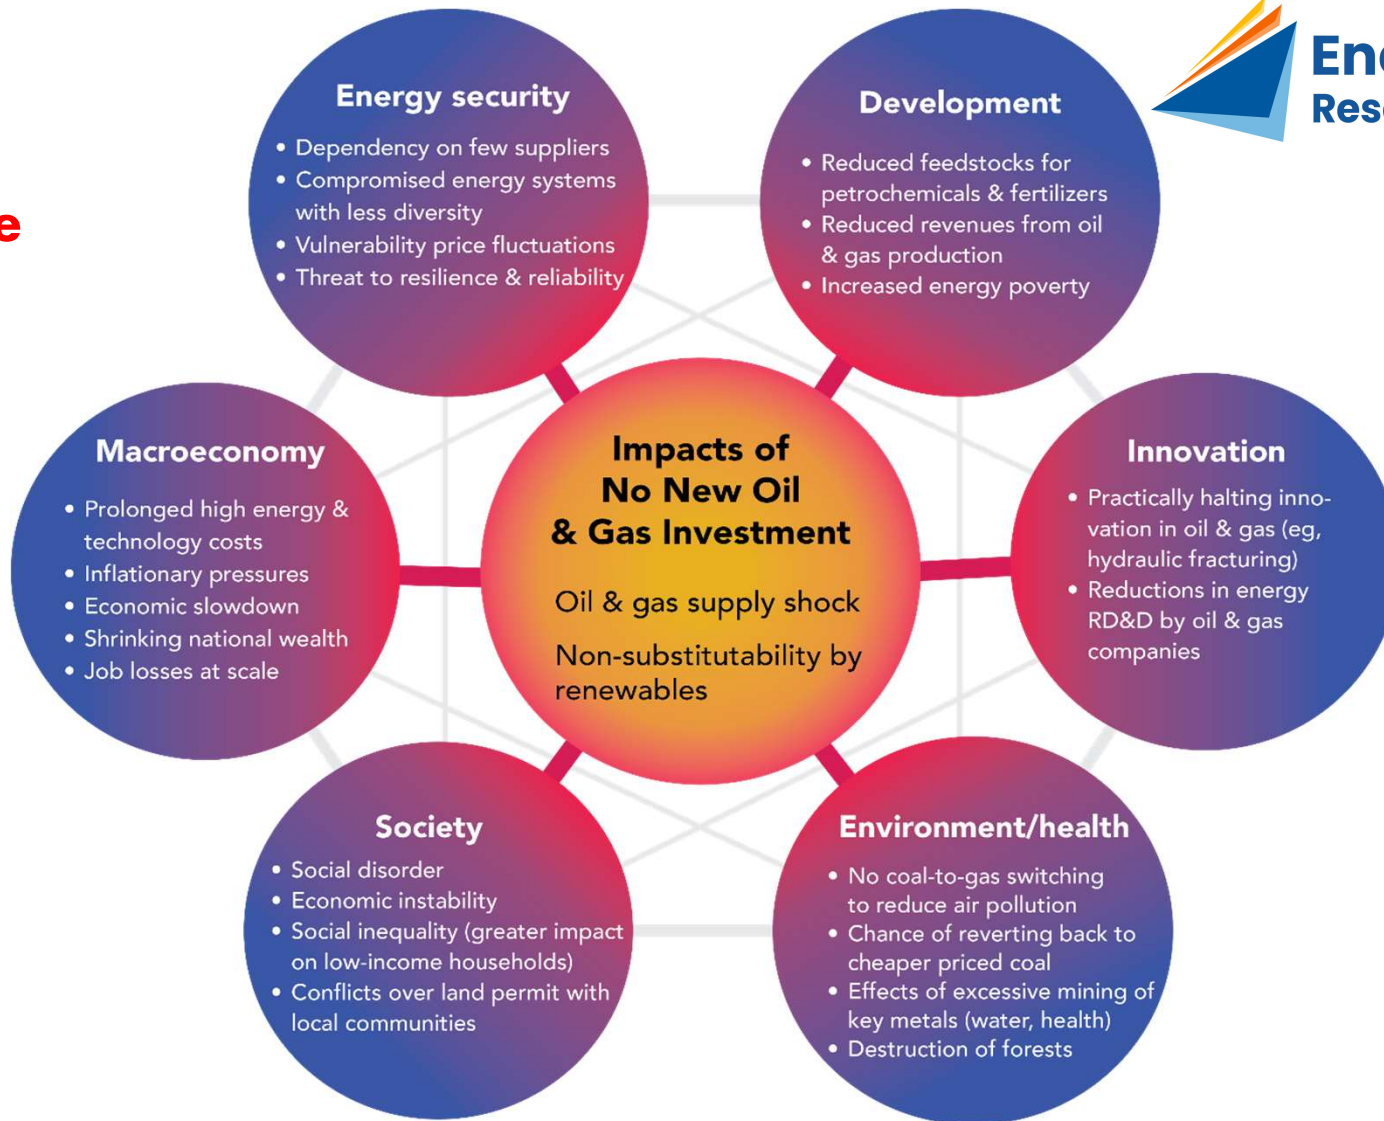 Energy security
• Dependency on few suppliers
• Compromised energy systems
with less diversity
• Vulnerability price fluctuations
• Threat to resilience & reliability
Development
• Reduced feedstocks for
petrochemicals & fertilizers
• Reduced revenues from oil
& gas production
• Increased energy poverty
Macroeconomy
• Prolonged high energy &
technology costs
• Inflationary pressures
• Economic slowdown
• Shrinking national wealth
• Job losses at scale
Impacts of
No New Oil
& Gas Investment
Oil & gas supply shock
Non-substitutability by
renewables
Innovation
• Practically halting inno-
vation in oil & gas (eg,
hydraulic fracturing)
• Reductions in energy
RD&D by oil & gas
companies
Society
• Social disorder
• Economic instability
• Social inequality (greater impact
on low-income households)
• Conflicts over land permit with
local communities
Environment/health
• No coal-to-gas switching
to reduce air pollution
• Chance of reverting back to
cheaper priced coal
• Effects of excessive mining of
key metals (water, health)
• Destruction of forests